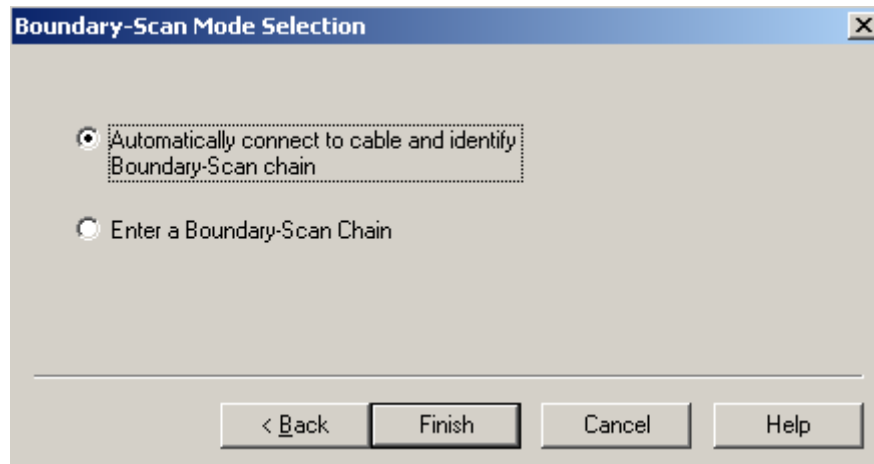 Boundary-Scan Mode Selection
Automatically connect to cable and identify
Boundary-Scan chain
Enter a Boundary-Scan Chain
< Back
Finish
Cancel
Help